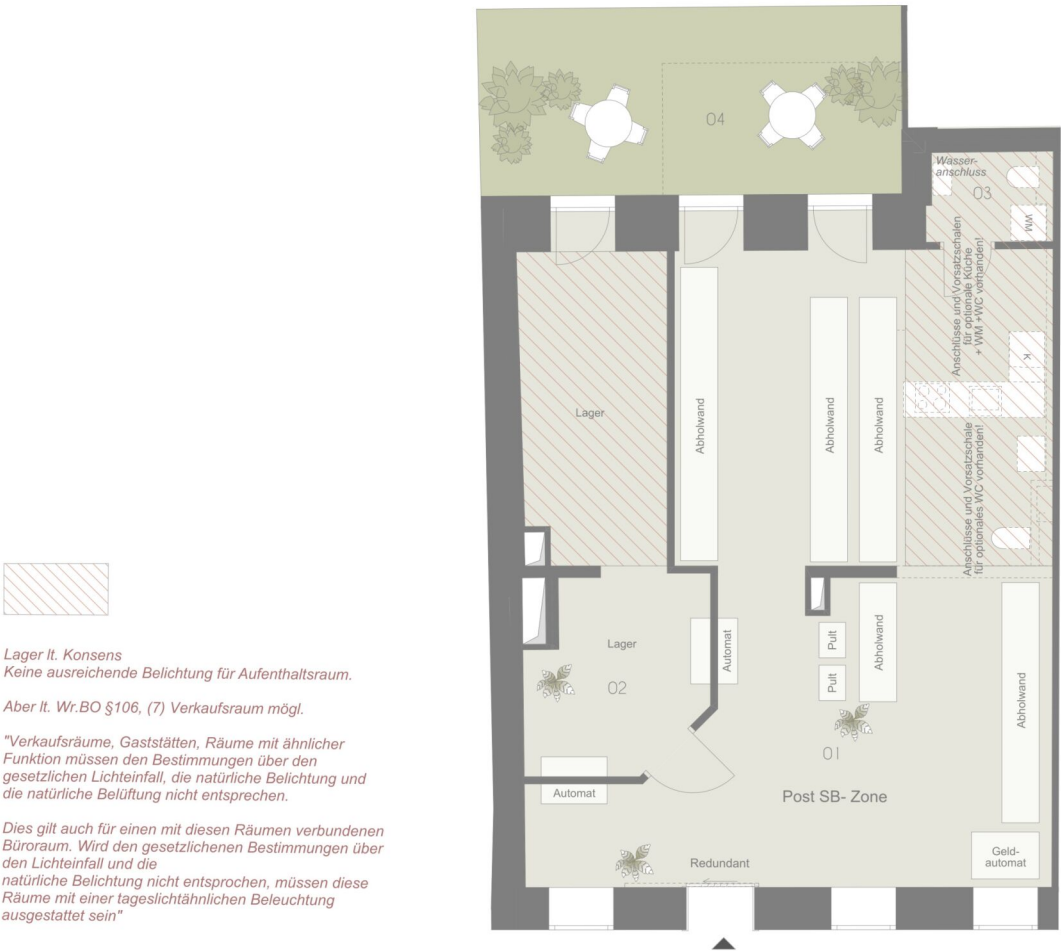 04
Wasser-
anschluss
03
WM
Anschlüsse und Vorsatzschalen
für optionale Küche
+ WM +WC vorhanden!
K
Lager
Abholwand
Abholwand
Abholwand
Anschlüsse und Vorsatzschale
für optionales WC vorhanden!
Lager
02
Automat
Pult
Pult
Abholwand
Abholwand
01
Post SB- Zone
Automat
Redundant
Geld-
automat
Lager lt. Konsens
Keine ausreichende Belichtung für Aufenthaltsraum.
Aber lt. Wr.BO §106, (7) Verkaufsraum mögl.
"Verkaufsräume, Gaststätten, Räume mit ähnlicher
Funktion müssen den Bestimmungen über den
gesetzlichen Lichteinfall, die natürliche Belichtung und
die natürliche Belüftung nicht entsprechen.
Dies gilt auch für einen mit diesen Räumen verbundenen
Büroraum. Wird den gesetzlichenen Bestimmungen über
den Lichteinfall und die
natürliche Belichtung nicht entsprochen, müssen diese
Räume mit einer tageslichtähnlichen Beleuchtung
ausgestattet sein"